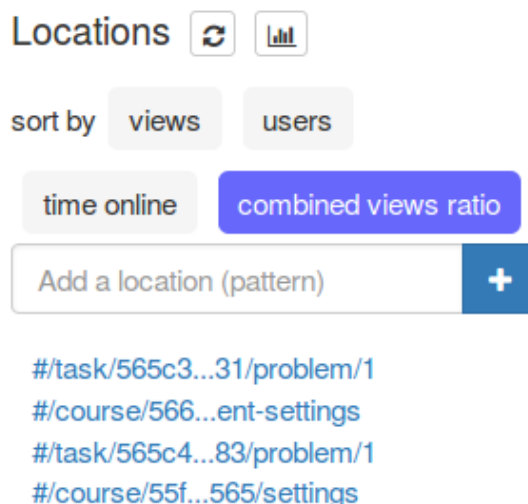 Locations
sort by views users
time online combined views ratio
Add a location (pattern)
#/task/565c3...31/problem/1
#/course/566...ent-settings
#/task/565c4...83/problem/1
#/course/55f...565/settings